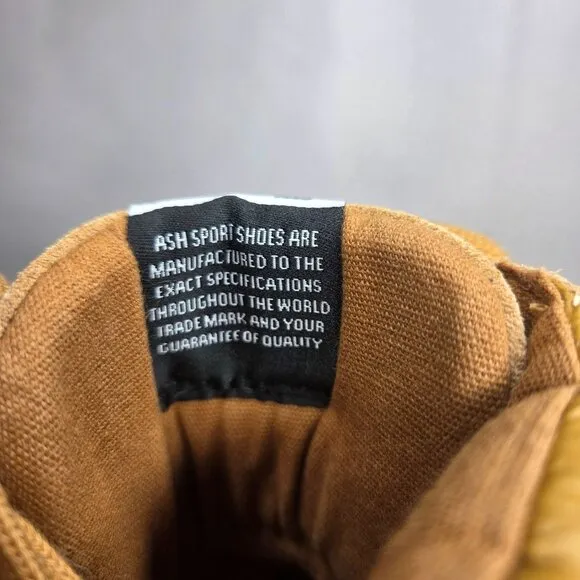 ASH SPORT SHOES ARE
MANUFACTURED TO THE
EXACT SPECIFICATIONS
THROUGHOUT THE WORLD
TRADE MARK AND YOUR
GUARANTEE OF QUALITY